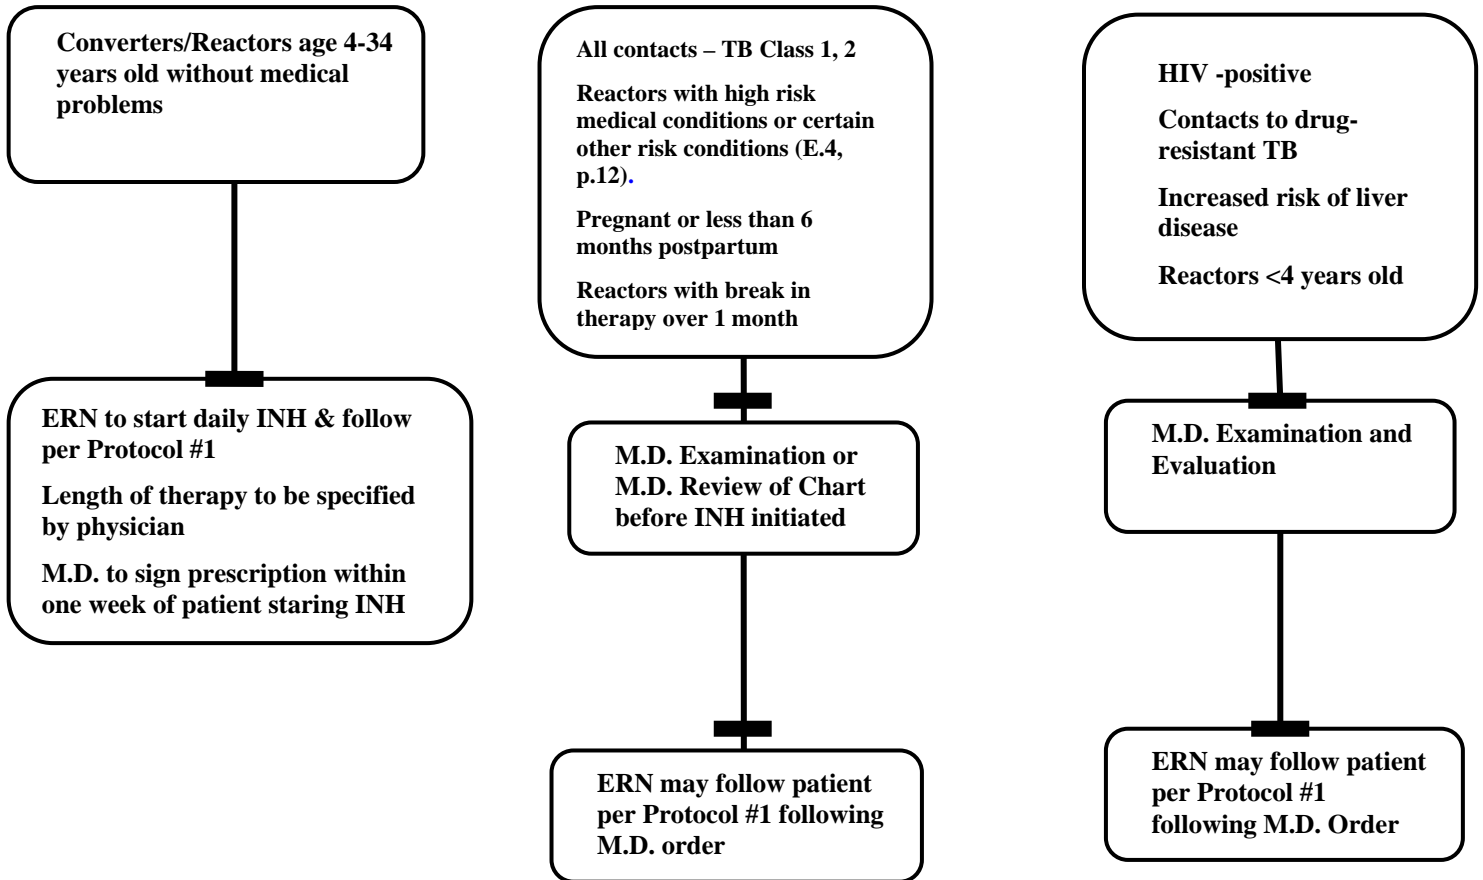 Converters/Reactors age 4-34
years old without medical
problems
ERN to start daily INH & follow
per Protocol #1
Length of therapy to be specified
by physician
M.D. to sign prescription within
one week of patient staring INH
All contacts – TB Class 1, 2
Reactors with high risk
medical conditions or certain
other risk conditions (E.4,
p.12).
Pregnant or less than 6
months postpartum
Reactors with break in
therapy over 1 month
M.D. Examination or
M.D. Review of Chart
before INH initiated
ERN may follow patient
per Protocol #1 following
M.D. order
HIV -positive
Contacts to drug-
resistant TB
Increased risk of liver
disease
Reactors <4 years old
M.D. Examination and
Evaluation
ERN may follow patient
per Protocol #1
following M.D. Order